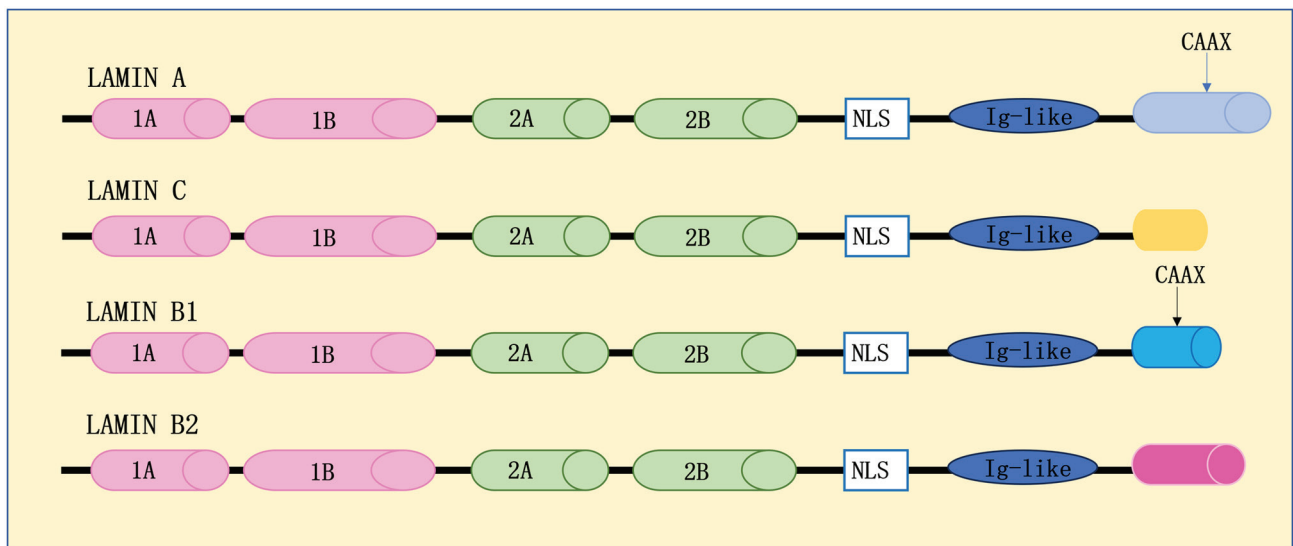 CAAX
LAMIN A
1A 1B 2A 2B NLS Ig-like
LAMIN C
1A 1B 2A 2B NLS Ig-like
CAAX
LAMIN B1
1A 1B 2A 2B NLS Ig-like
LAMIN B2
1A 1B 2A 2B NLS Ig-like